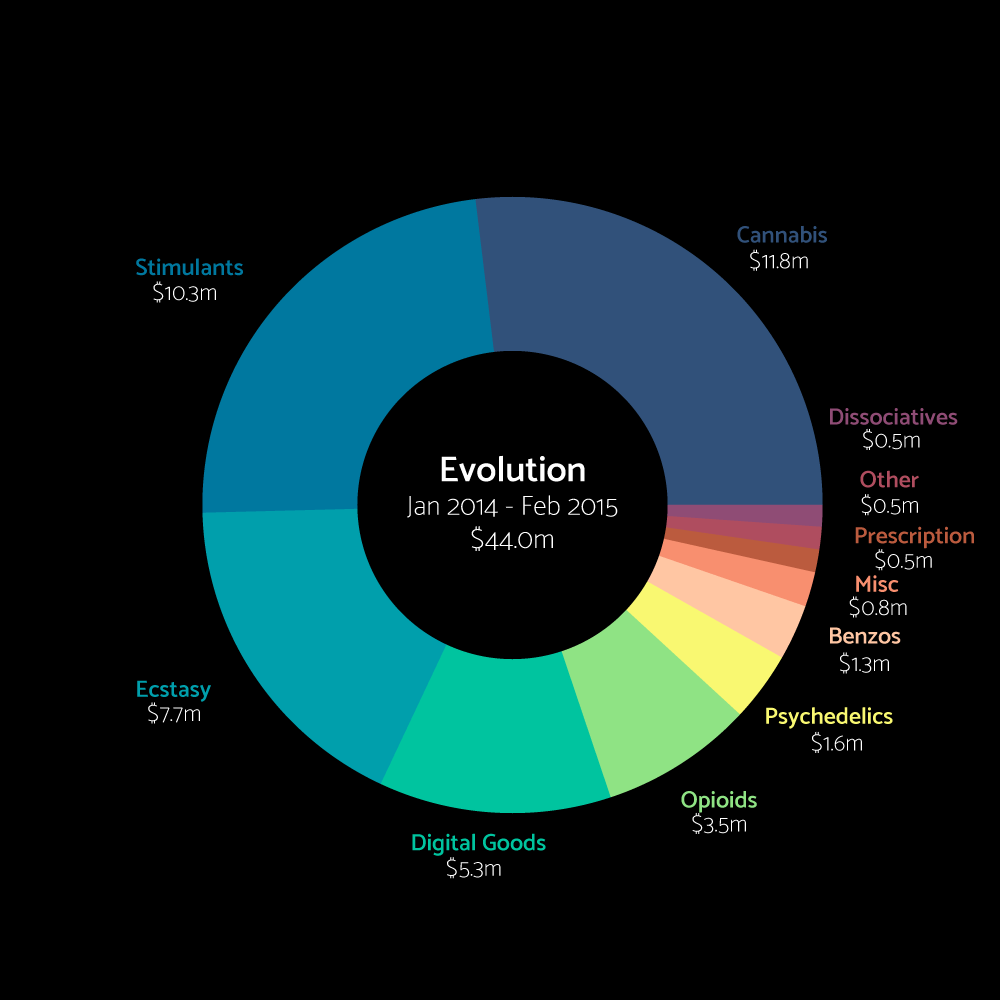 Cannabis
$11.8m
Stimulants
$10.3m
Dissociatives
$0.5m
Evolution
Jan 2014 - Feb 2015
$44.0m
Other
$0.5m
Prescription
$0.5m
Misc
$0.8m
Benzos
$1.3m
Ecstasy
$7.7m
Psychedelics
$1.6m
Opioids
$3.5m
Digital Goods
$5.3m